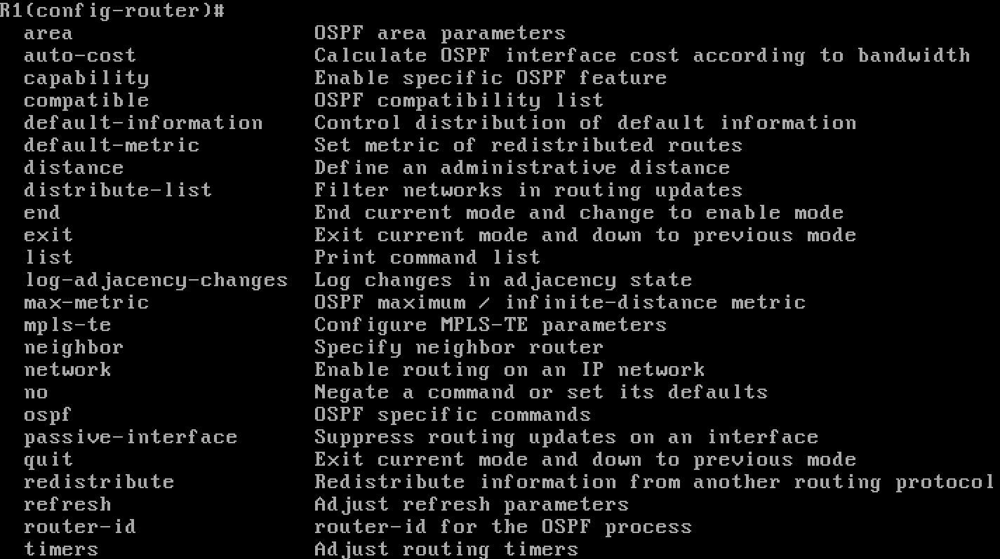 R1(config-router)#
  area                   OSPF area parameters
  auto-cost              Calculate OSPF interface cost according to bandwidth
  capability             Enable specific OSPF feature
  compatible             OSPF compatibility list
  default-information    Control distribution of default information
  default-metric         Set metric of redistributed routes
  distance               Define an administrative distance
  distribute-list        Filter networks in routing updates
  end                    End current mode and change to enable mode
  exit                   Exit current mode and down to previous mode
  list                   Print command list
  log-adjacency-changes  Log changes in adjacency state
  max-metric             OSPF maximum / infinite-distance metric
  mpls-te                Configure MPLS-TE parameters
  neighbor               Specify neighbor router
  network                Enable routing on an IP network
  no                     Negate a command or set its defaults
  ospf                   OSPF specific commands
  passive-interface      Suppress routing updates on an interface
  quit                   Exit current mode and down to previous mode
  redistribute           Redistribute information from another routing protocol
  refresh                Adjust refresh parameters
  router-id              router-id for the OSPF process
  timers                 Adjust routing timers